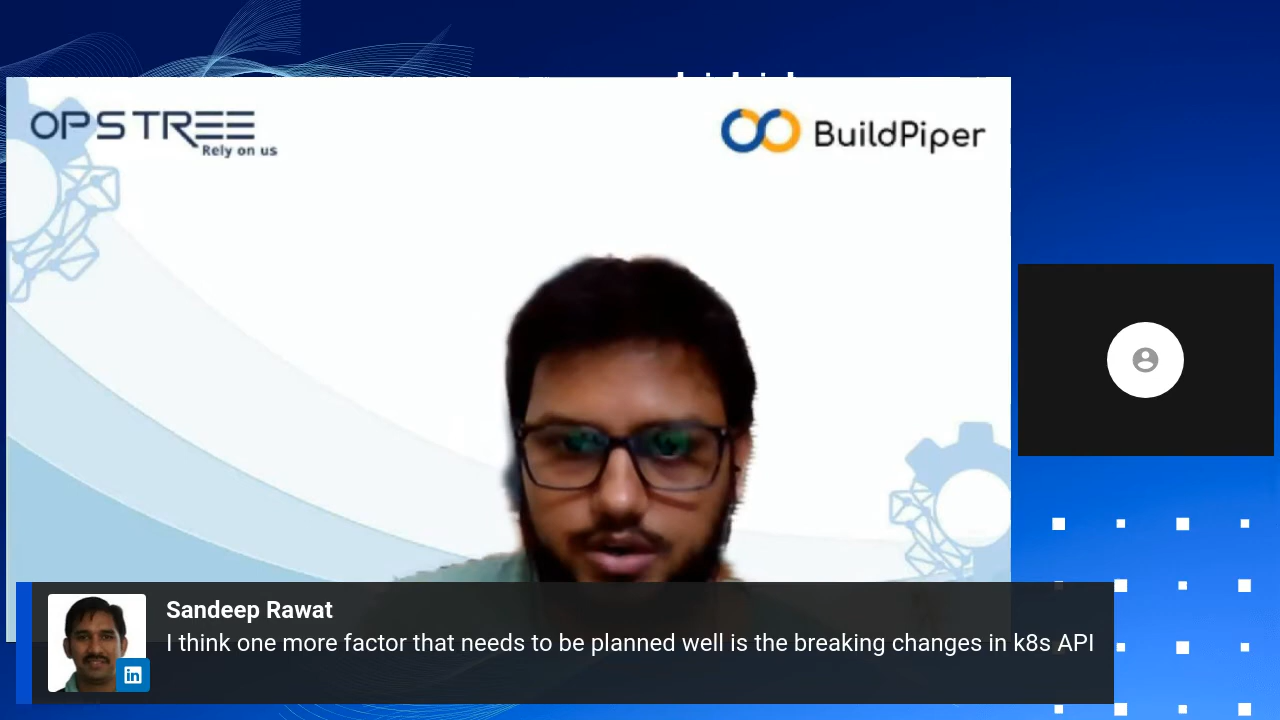 OPSTREE
Rely on us
BuildPiper
Sandeep Rawat
I think one more factor that needs to be planned well is the breaking changes in k8s API
in